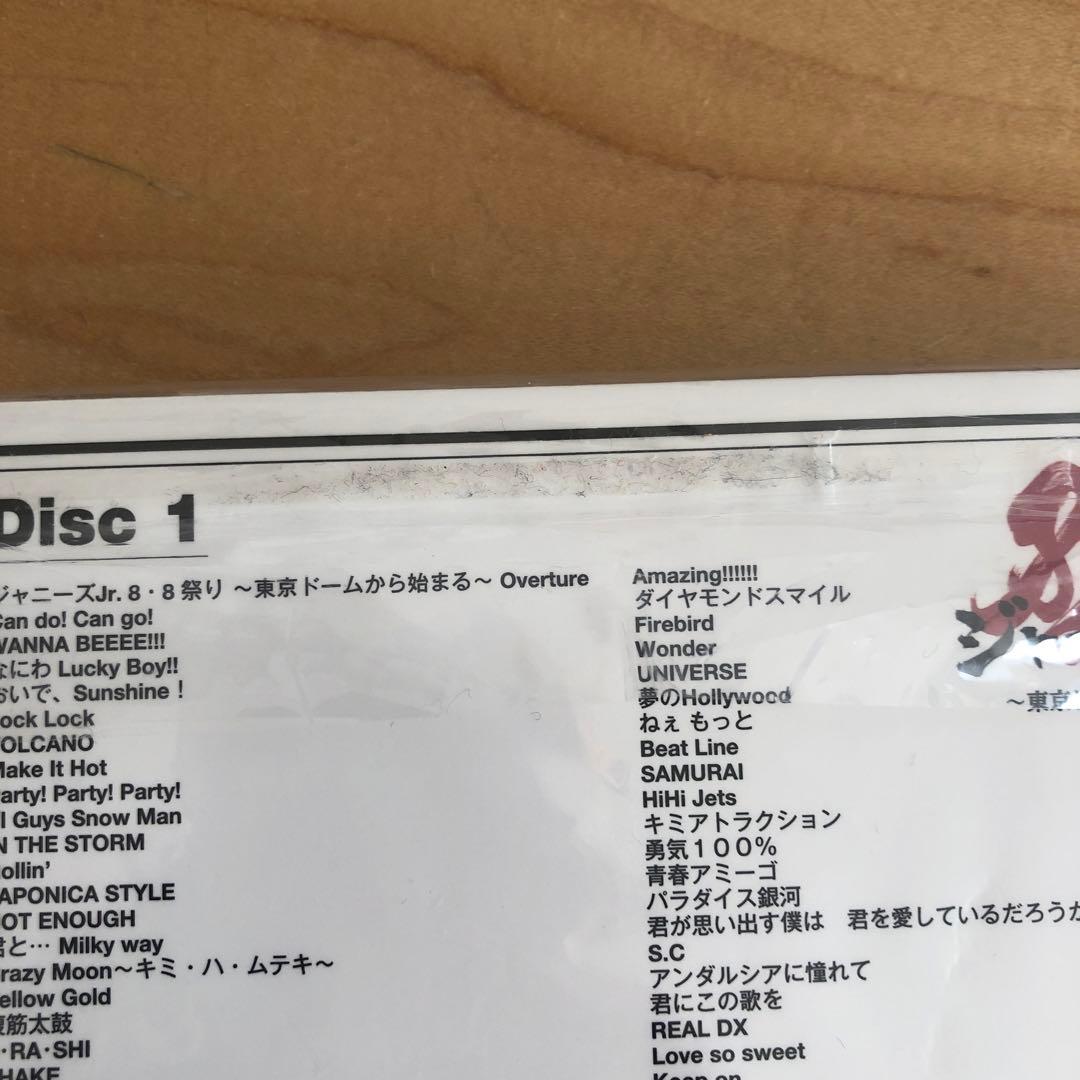 Disc 1
ジャニーズJr. 8・8 祭り ～東京ドームから始まる～ Overture
Can do! Can go!
WANNA BEEEE!!!
なにわ Lucky Boy!!
おいで、Sunshine！
ock Lock
OLCANO
Make It Hot
arty! Party! Party!
l Guys Snow Man
N THE STORM
ollin'
APONICA STYLE
OT ENOUGH
君と… Milky way
razy Moon～キミ・ハ・ムテキ～
ellow Gold
腹筋太鼓
・RA・SHI
HAKE
Amazing!!!!!!
ダイヤモンドスマイル
Firebird
Wonder
UNIVERSE
夢のHollywood
ねぇ もっと
Beat Line
SAMURAI
HiHi Jets
キミアトラクション
勇気１００％
青春アミーゴ
パラダイス銀河
君が思い出す僕は　君を愛しているだろうか
S.C
アンダルシアに憧れて
君にこの歌を
REAL DX
Love so sweet
Keep on
8
ジャ
～東京